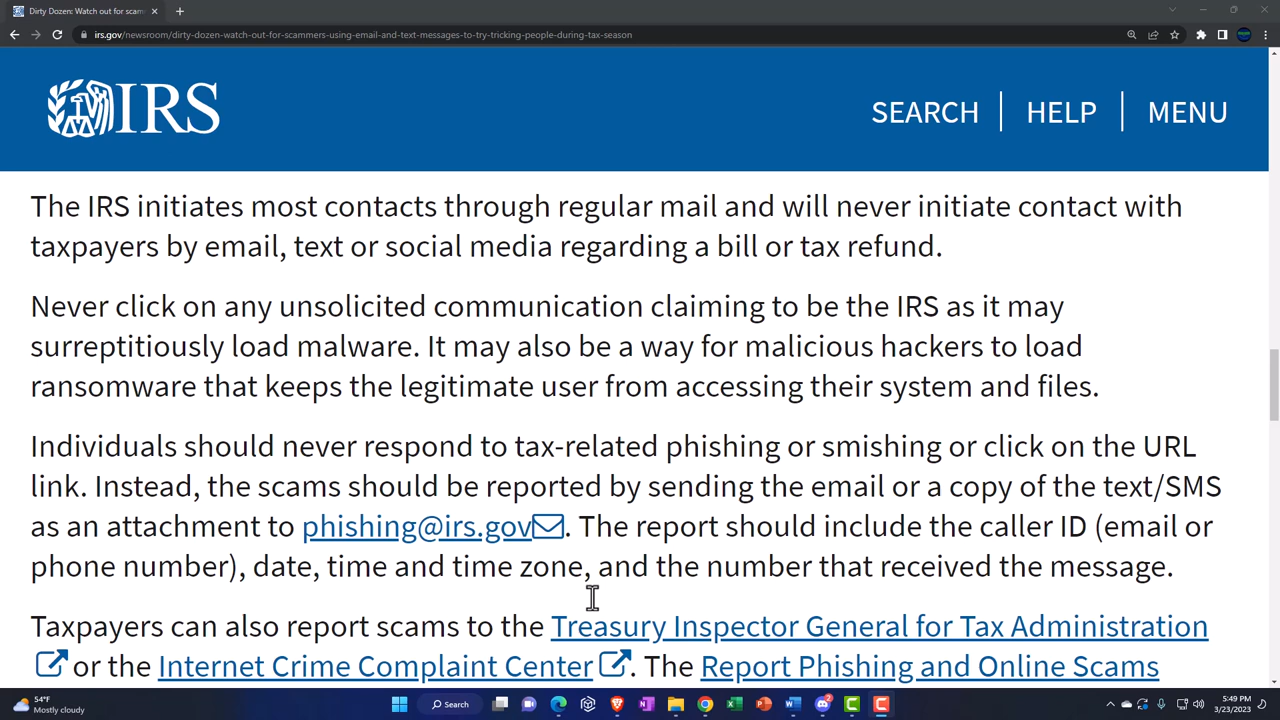 Dirty Dozen: Watch out for scam
irs.gov/newsroom/dirty-dozen-watch-out-for-scammers-using-email-and-text-messages-to-try-tricking-people-during-tax-season
IRS
SEARCH HELP MENU
The IRS initiates most contacts through regular mail and will never initiate contact with
taxpayers by email, text or social media regarding a bill or tax refund.
Never click on any unsolicited communication claiming to be the IRS as it may
surreptitiously load malware. It may also be a way for malicious hackers to load
ransomware that keeps the legitimate user from accessing their system and files.
Individuals should never respond to tax-related phishing or smishing or click on the URL
link. Instead, the scams should be reported by sending the email or a copy of the text/SMS
as an attachment to phishing@irs.gov. The report should include the caller ID (email or
phone number), date, time and time zone, and the number that received the message.
Taxpayers can also report scams to the Treasury Inspector General for Tax Administration
or the Internet Crime Complaint Center. The Report Phishing and Online Scams
54°F
Mostly cloudy
Search
2
5:49 PM
3/23/2023